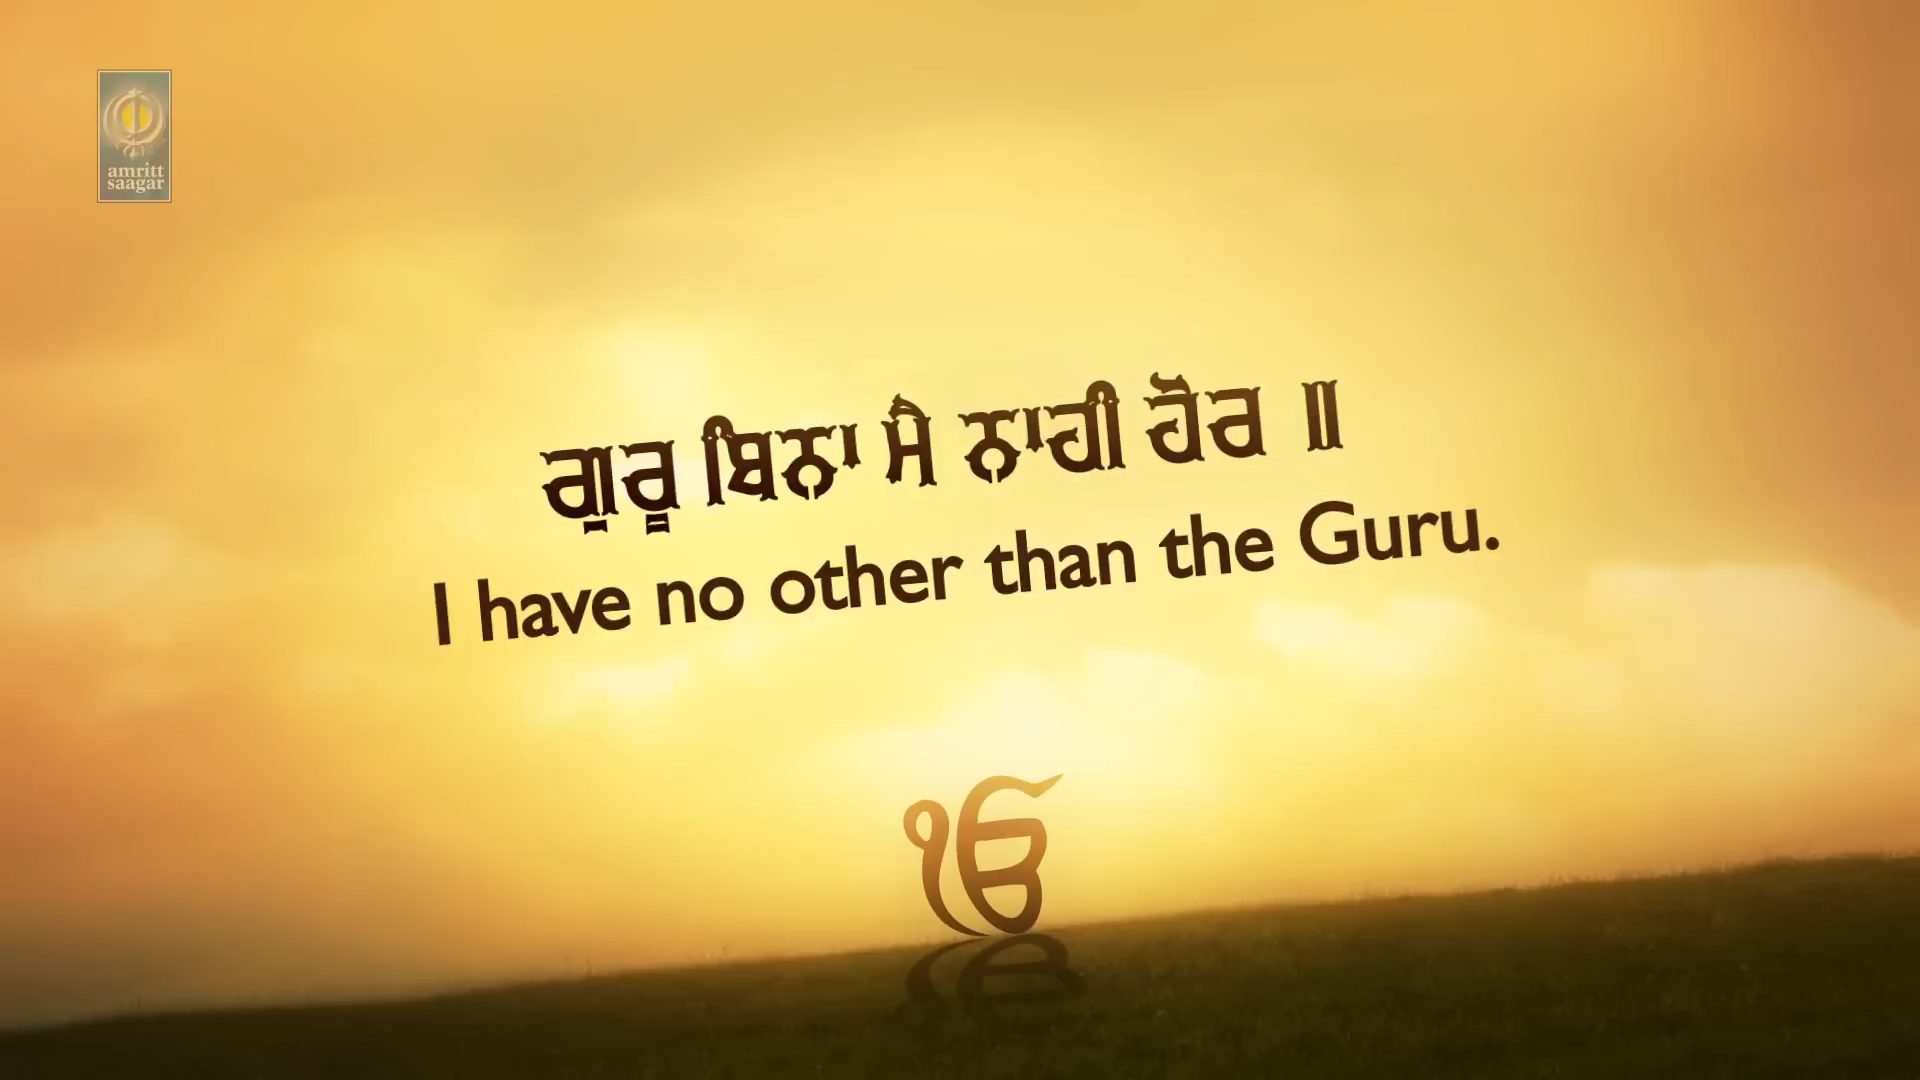 amritt
saagar
ਗੁਰੂ ਬਿਨਾ ਮੈ ਨਾਹੀ ਹੋਰ ॥
I have no other than the Guru.
ੴ